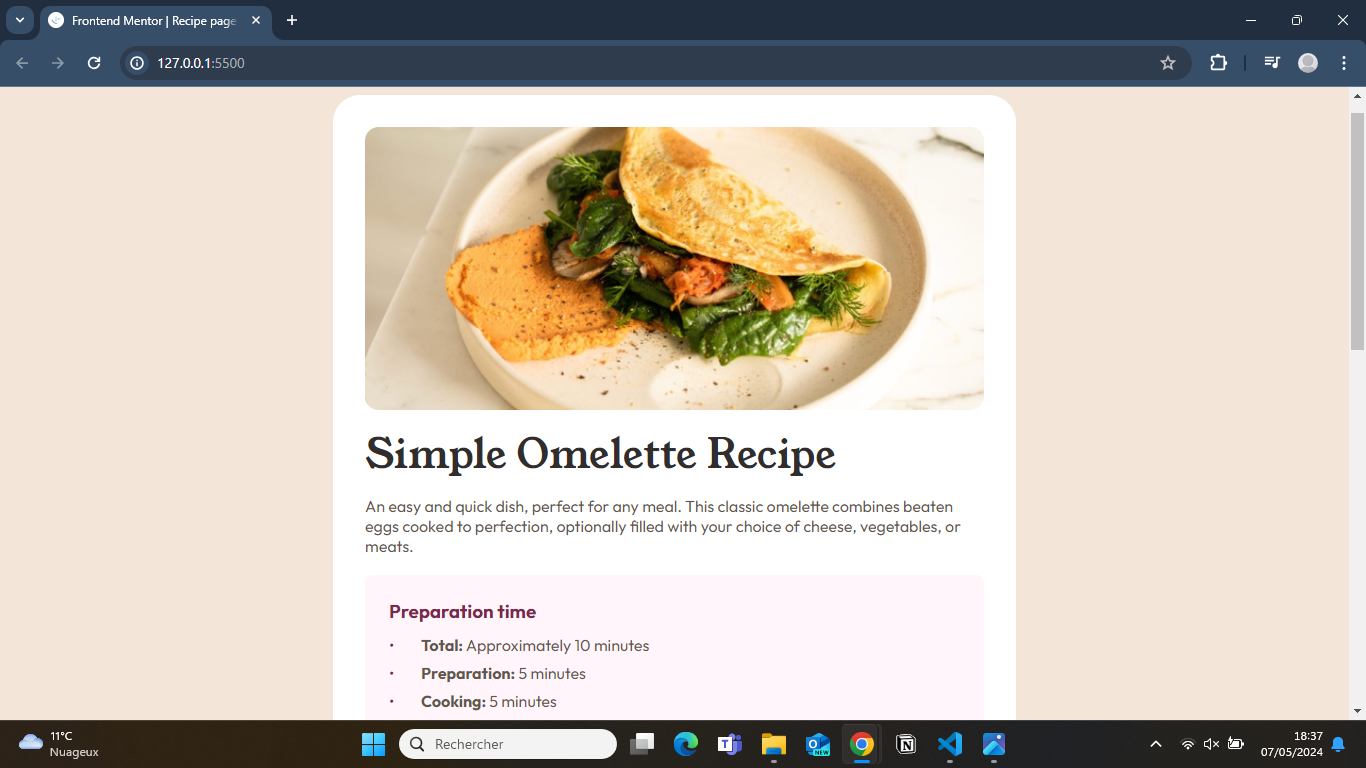 Frontend Mentor | Recipe page
127.0.0.1:5500
Simple Omelette Recipe
An easy and quick dish, perfect for any meal. This classic omelette combines beaten
eggs cooked to perfection, optionally filled with your choice of cheese, vegetables, or
meats.
Preparation time
• Total: Approximately 10 minutes
• Preparation: 5 minutes
• Cooking: 5 minutes
11°C
Nuageux
Rechercher
NEW
18:37
07/05/2024